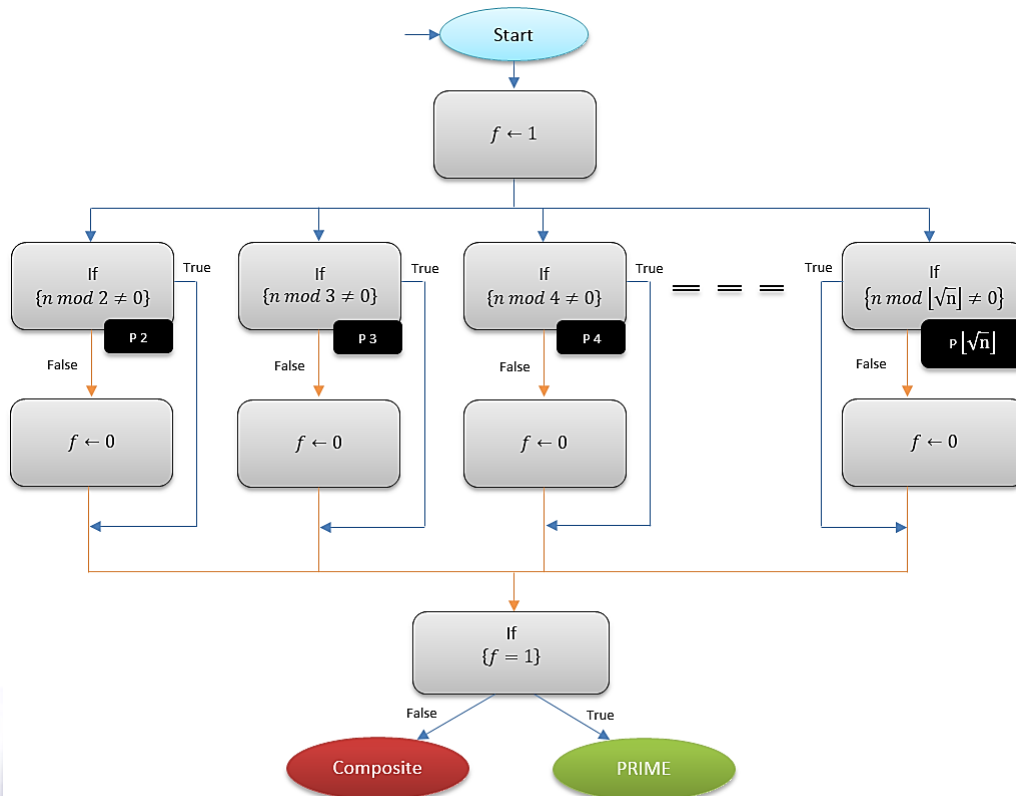 Start
f ← 1
If
{n mod 2 ≠ 0}
True
P 2
False
f ← 0
If
{n mod 3 ≠ 0}
True
P 3
False
f ← 0
If
{n mod 4 ≠ 0}
True
P 4
False
f ← 0
True
If
{n mod ⌊√n⌋ ≠ 0}
P ⌊√n⌋
False
f ← 0
If
{f = 1}
False
True
Composite
PRIME